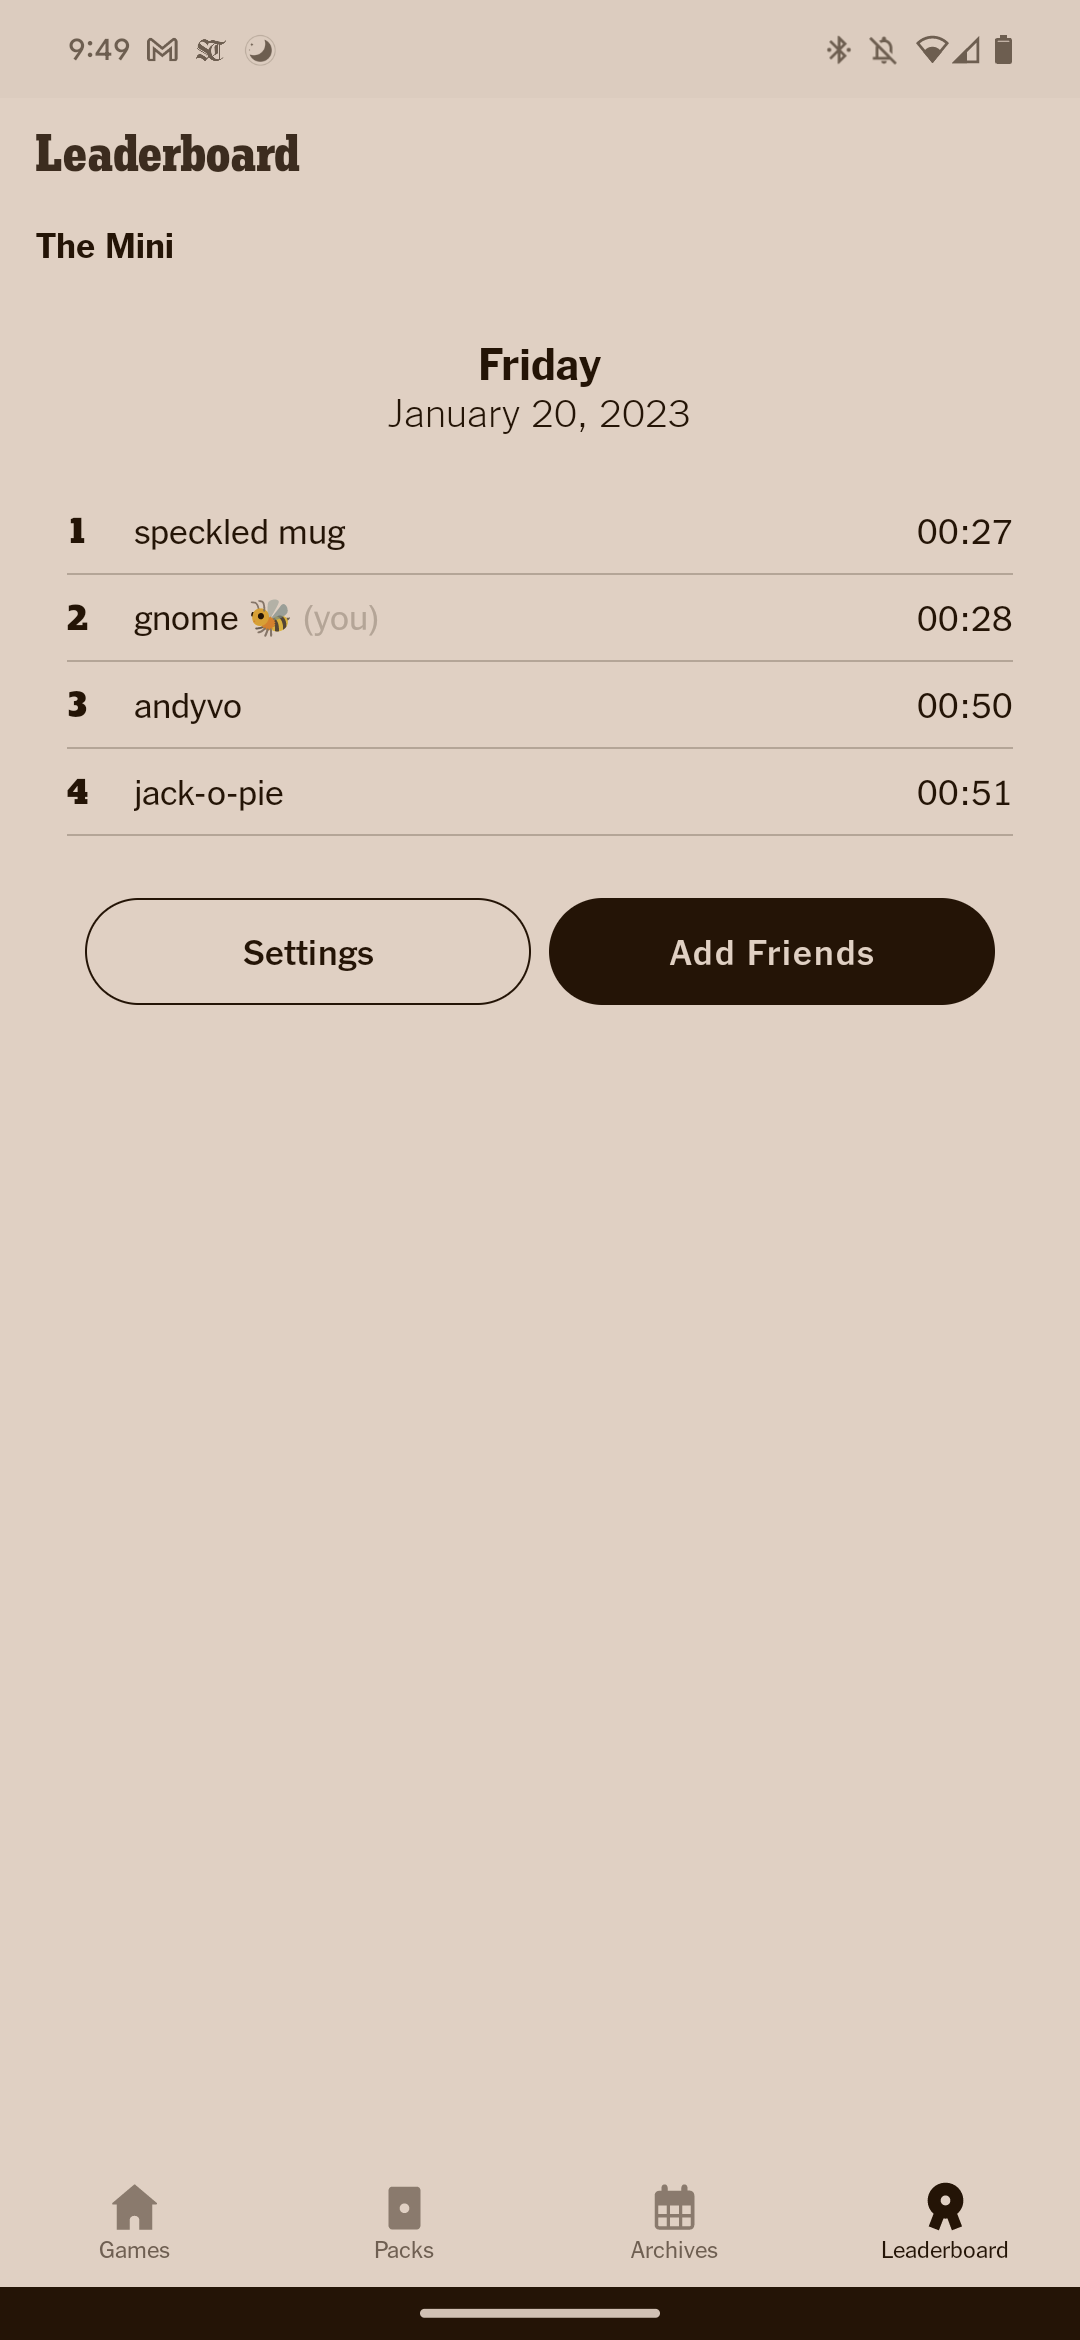 9:49
Leaderboard
The Mini
Friday
January 20, 2023
1 speckled mug 00:27
2 gnome 🐝 (you) 00:28
3 andyvo 00:50
4 jack-o-pie 00:51
Settings Add Friends
Games Packs Archives Leaderboard